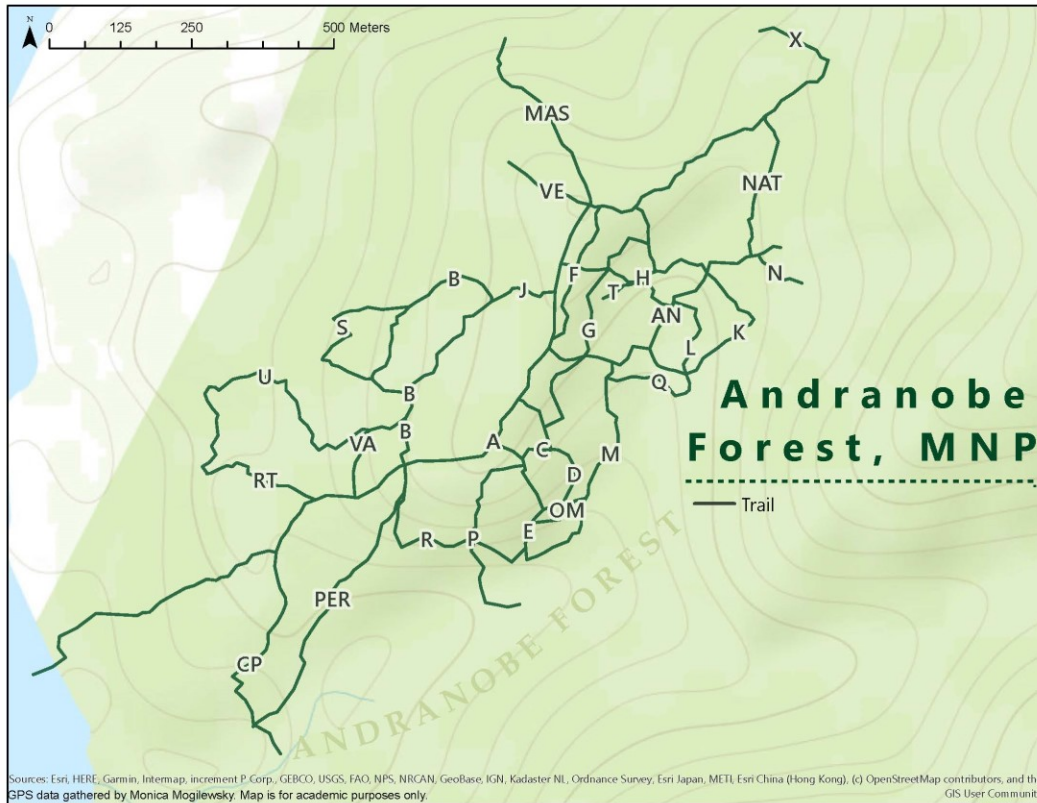 N
0 125 250 500 Meters
X
MAS
VE
NAT
B
J
F
H
T
N
S
G
AN
K
L
U
B
Q
Andranobe
Forest, MNP
Trail
B
VA
A
C
M
D
RT
OM
E
R
P
PER
CP
ANDRANOBE FOREST
Sources: Esri, HERE, Garmin, Intermap, increment P Corp., GEBCO, USGS, FAO, NPS, NRCAN, GeoBase, IGN, Kadaster NL, Ordnance Survey, Esri Japan, METI, Esri China (Hong Kong), (c) OpenStreetMap contributors, and th
GIS User Communit
GPS data gathered by Monica Mogilewsky. Map is for academic purposes only.